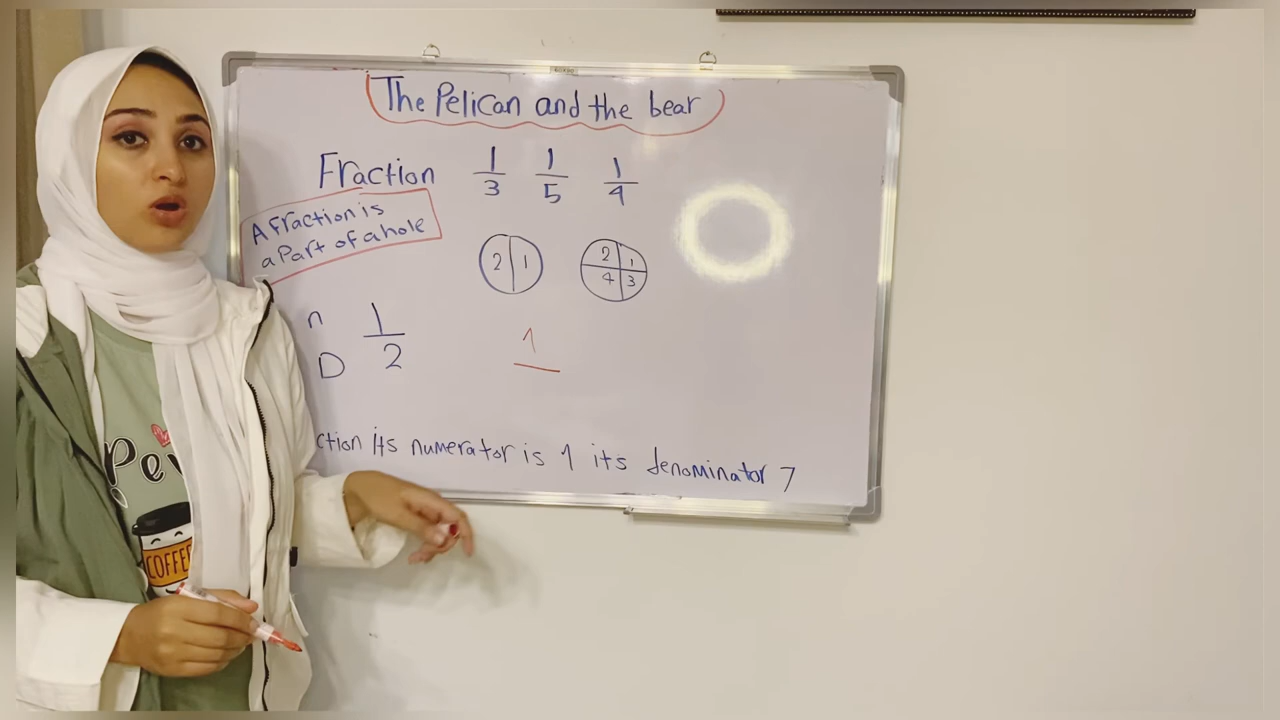 The Pelican and the bear
Fraction 1/3 1/5 1/4
A fraction is
a Part of a hole
2 1
2 1
4 3
n 1
D 2
1
ction its numerator is 1 its denominator 7
COFFEE